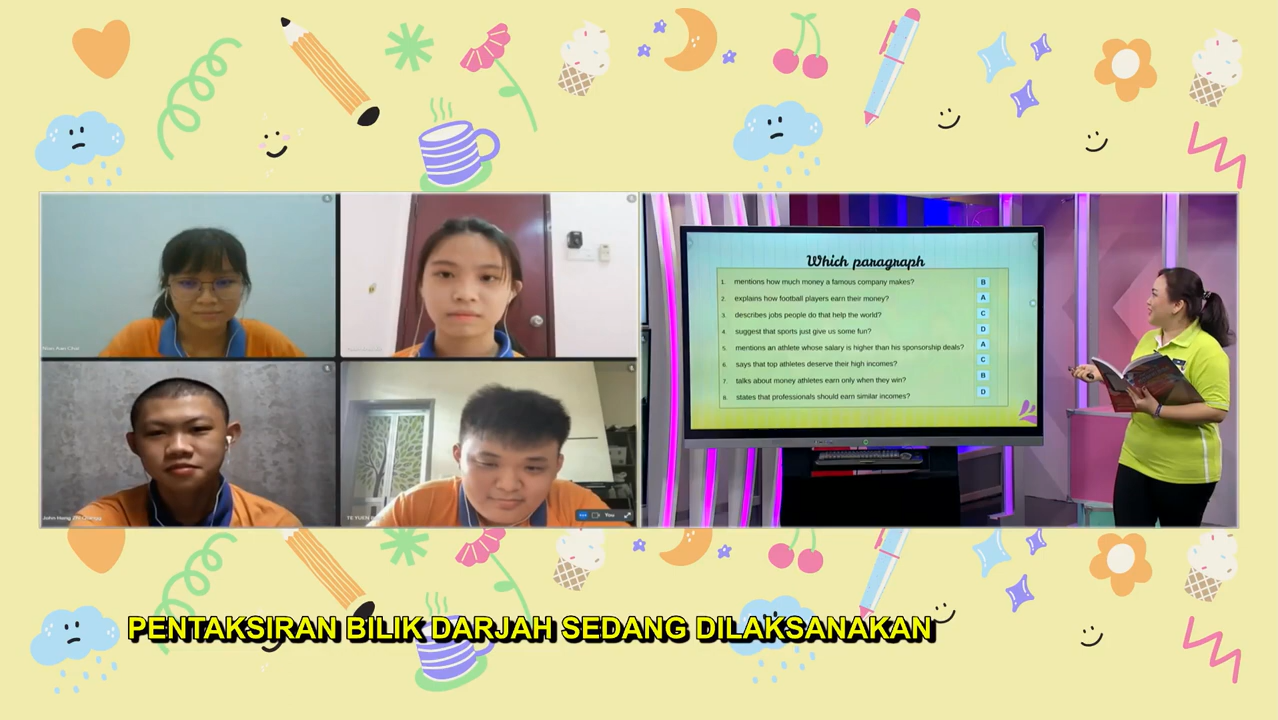 Which paragraph
1. mentions how much money a famous company makes? B
2. explains how football players earn their money? A
3. describes jobs people do that help the world? C
4. suggest that sports just give us some fun? D
5. mentions an athlete whose salary is higher than his sponsorship deals? A
6. says that top athletes deserve their high incomes? C
7. talks about money athletes earn only when they win? B
8. states that professionals should earn similar incomes? D
You
PENTAKSIRAN BILIK DARJAH SEDANG DILAKSANAKAN